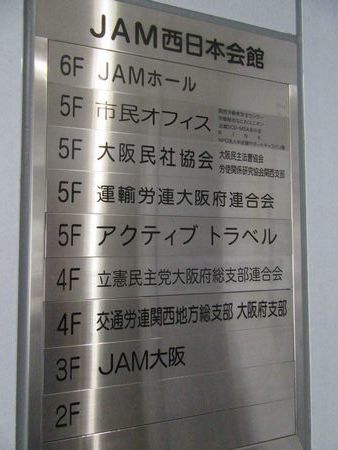 JAM西日本会館
6F JAMホール
5F 市民オフィス
5F 大阪民社協会 大阪民主法曹協会
労使関係研究協会関西支部
5F 運輸労連大阪府連合会
5F アクティブ トラベル
4F 立憲民主党大阪府総支部連合会
4F 交通労連関西地方総支部 大阪府支部
3F JAM大阪
2F